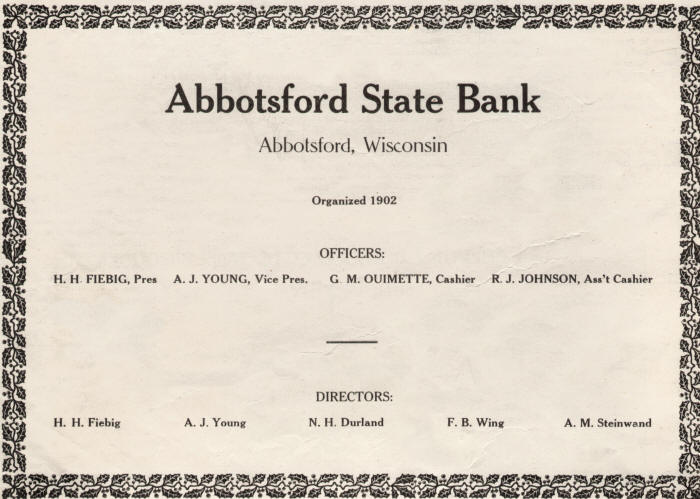 Abbotsford State Bank
Abbotsford, Wisconsin
Organized 1902
OFFICERS:
H. H. FIEBIG, Pres A. J. YOUNG, Vice Pres. G. M. OUIMETTE, Cashier R. J. JOHNSON, Ass't Cashier
DIRECTORS:
H. H. Fiebig A. J. Young N. H. Durland F. B. Wing A. M. Steinwand